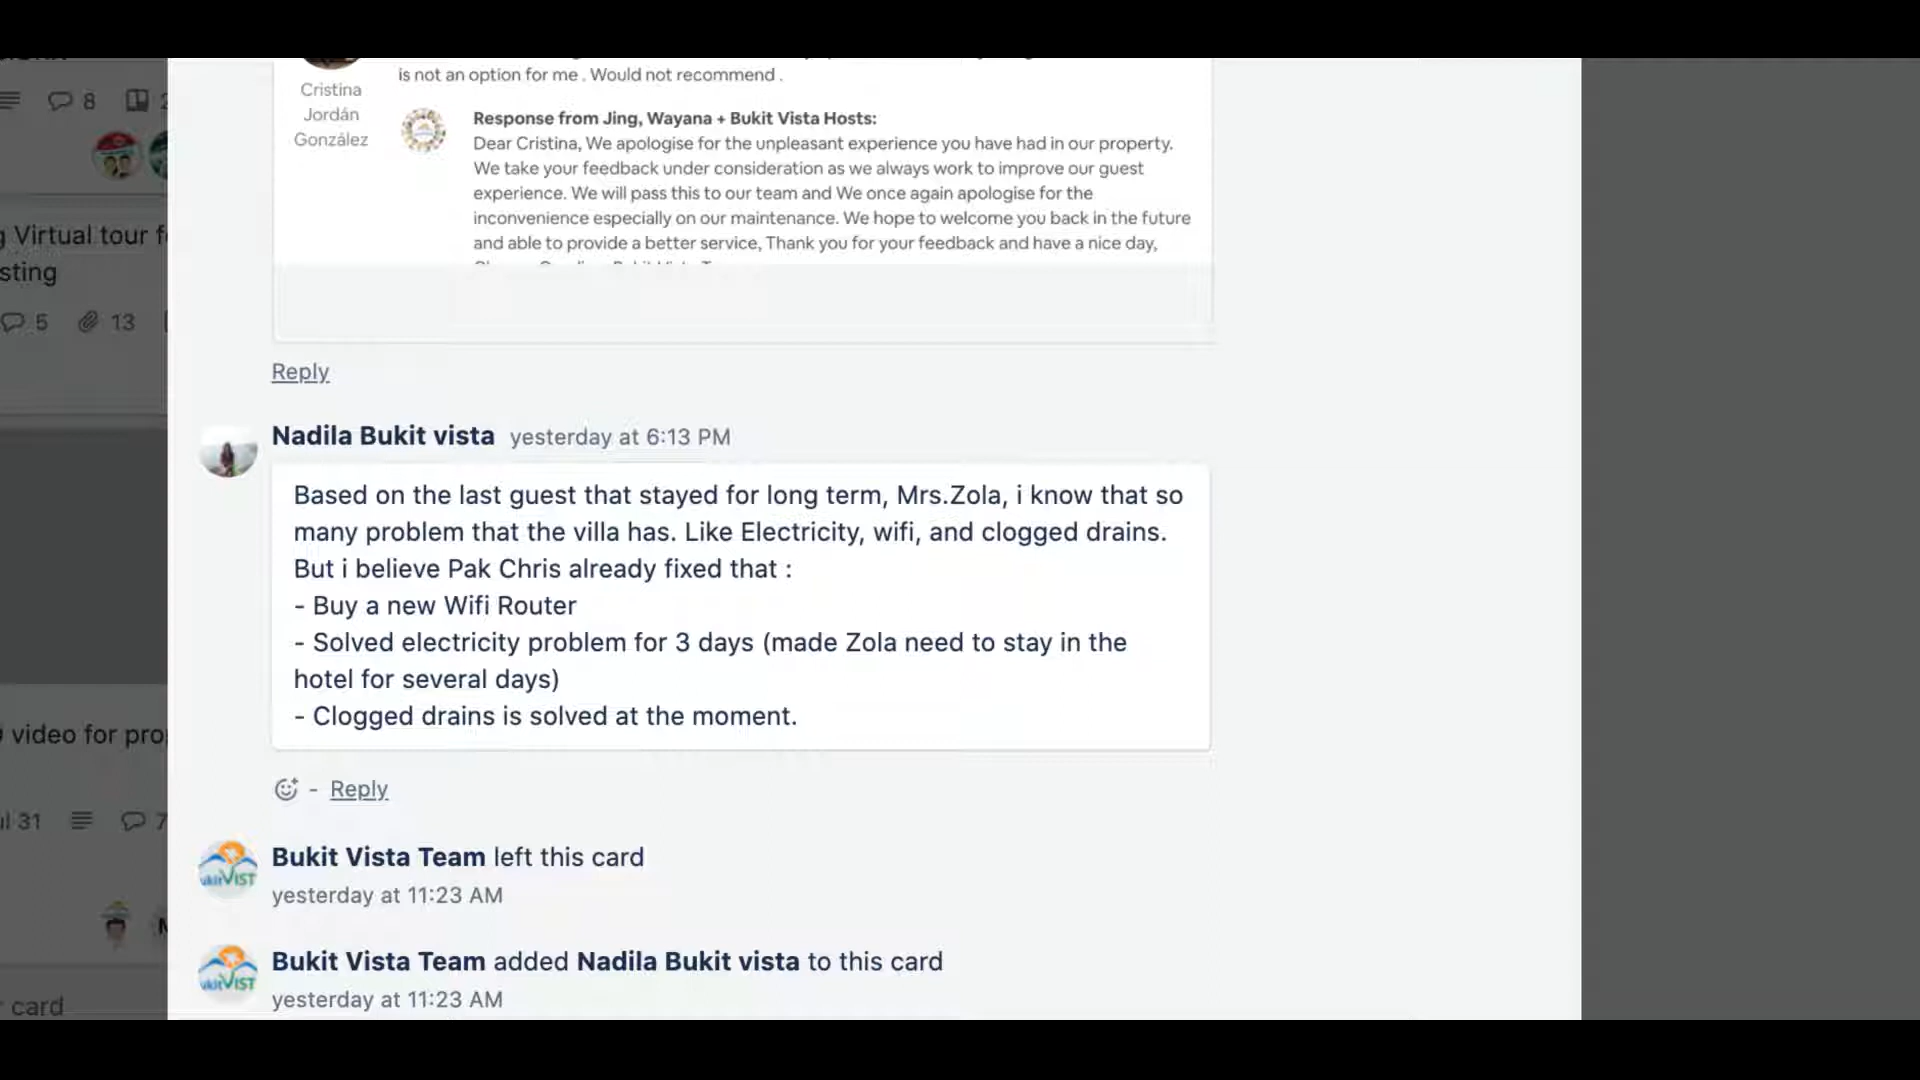 8
is not an option for me . Would not recommend .
Cristina
Jordán
González
Response from Jing, Wayana + Bukit Vista Hosts:
Dear Cristina, We apologise for the unpleasant experience you have had in our property.
We take your feedback under consideration as we always work to improve our guest
experience. We will pass this to our team and We once again apologise for the
inconvenience especially on our maintenance. We hope to welcome you back in the future
and able to provide a better service, Thank you for your feedback and have a nice day,
Virtual tour
sting
5
13
Reply
Nadila Bukit vista yesterday at 6:13 PM
Based on the last guest that stayed for long term, Mrs.Zola, i know that so
many problem that the villa has. Like Electricity, wifi, and clogged drains.
But i believe Pak Chris already fixed that :
- Buy a new Wifi Router
- Solved electricity problem for 3 days (made Zola need to stay in the
hotel for several days)
- Clogged drains is solved at the moment.
video for pro
31
7
- Reply
Bukit Vista Team left this card
yesterday at 11:23 AM
Bukit Vista Team added Nadila Bukit vista to this card
yesterday at 11:23 AM
card